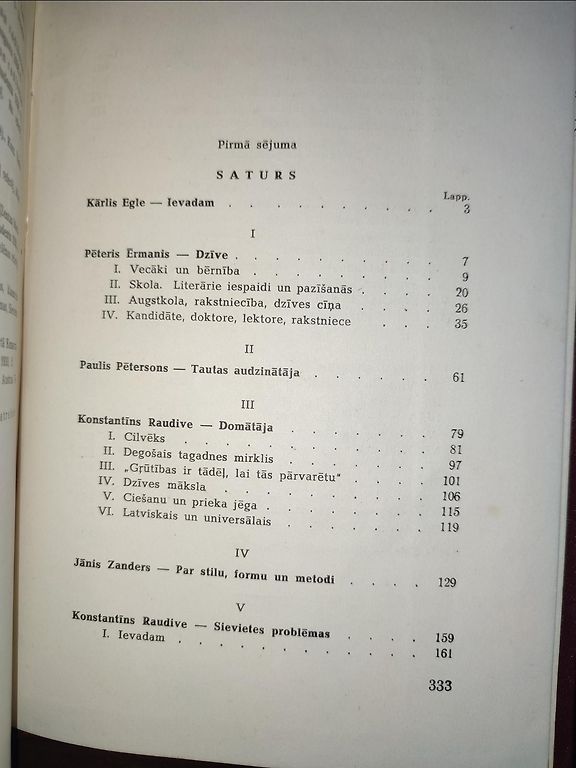 Pirmā sējuma
SATURS
Lapp.
Kārlis Egle — Ievadam . . . . . . . . . . 3
I
Pēteris Ērmanis — Dzīve . . . . . . . . . 7
I. Vecāki un bērnība . . . . . . . . 9
II. Skola. Literārie iespaidi un pazīšanās . . . . 20
III. Augstkola, rakstniecība, dzīves cīņa . . . . 26
IV. Kandidāte, doktore, lektore, rakstniece . . . 35
II
Paulis Pētersons — Tautas audzinātāja . . . . . . 61
III
Konstantīns Raudive — Domātāja . . . . . . . 79
I. Cilvēks . . . . . . . . . . 81
II. Degošais tagadnes mirklis . . . . . . 97
III. „Grūtības ir tādēļ, lai tās pārvarētu“ . . . . 101
IV. Dzīves māksla . . . . . . . . 106
V. Ciešanu un prieka jēga . . . . . . 115
VI. Latviskais un universālais . . . . . . 119
IV
Jānis Zanders — Par stilu, formu un metodi . . . . 129
V
Konstantīns Raudive — Sievietes problēmas . . . . 159
I. Ievadam . . . . . . . . . . 161
333